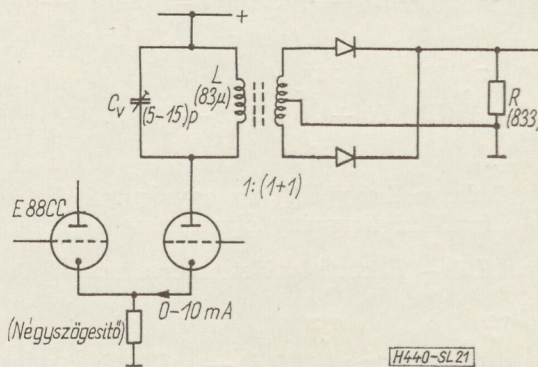 +
L
(83μ)
Cv
(5-15)p
R
(833)
1:(1+1)
E88CC
0-10 mA
(Négyszögesítő)
H440-SL21